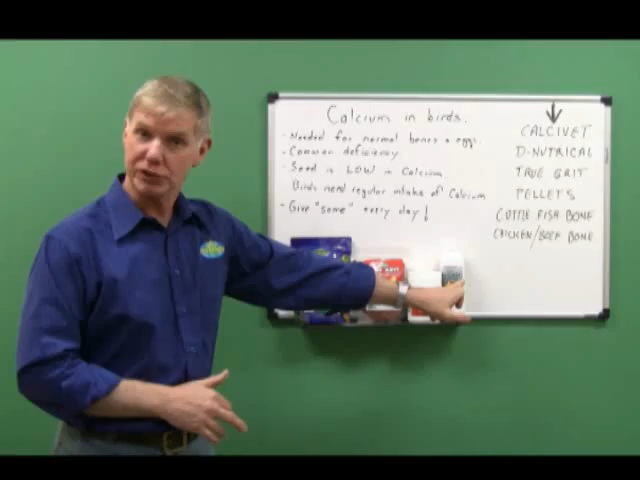 Calcium in birds.
- Needed for normal bones + eggs.
- Common deficiency
- Seed is LOW in Calcium.
Birds need regular intake of Calcium
- Give "some" every day!
CALCIVET
D-NUTRICAL
TRUE GRIT
PELLETS
CUTTLE FISH BONE
CHICKEN/BEEF BONE